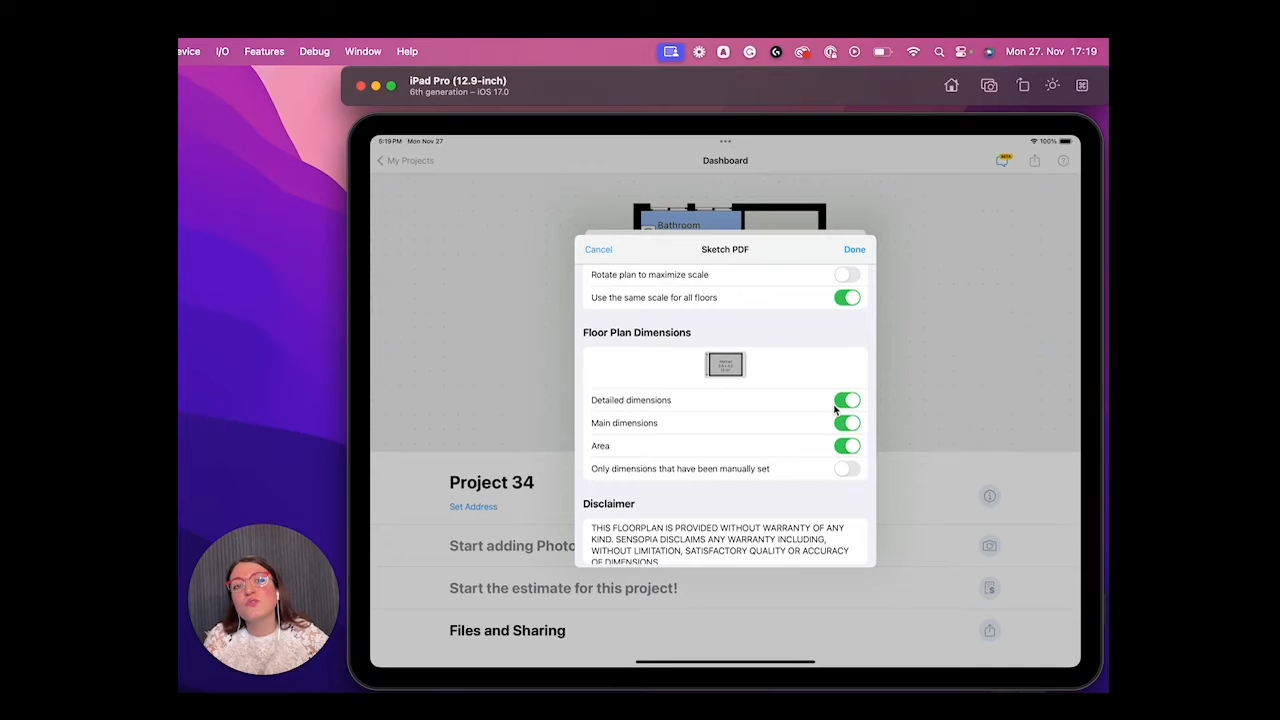 evice I/O Features Debug Window Help
Mon 27. Nov 17:19
iPad Pro (12.9-inch)
6th generation – iOS 17.0
5:19 PM Mon Nov 27
100%
My Projects
Dashboard
BETA
Bathroom
Cancel
Sketch PDF
Done
Rotate plan to maximize scale
Use the same scale for all floors
Floor Plan Dimensions
Detailed dimensions
Main dimensions
Area
Only dimensions that have been manually set
Disclaimer
THIS FLOORPLAN IS PROVIDED WITHOUT WARRANTY OF ANY
KIND. SENSOPIA DISCLAIMS ANY WARRANTY INCLUDING,
WITHOUT LIMITATION, SATISFACTORY QUALITY OR ACCURACY
OF DIMENSIONS
Project 34
Set Address
Start adding Photo
Start the estimate for this project!
Files and Sharing